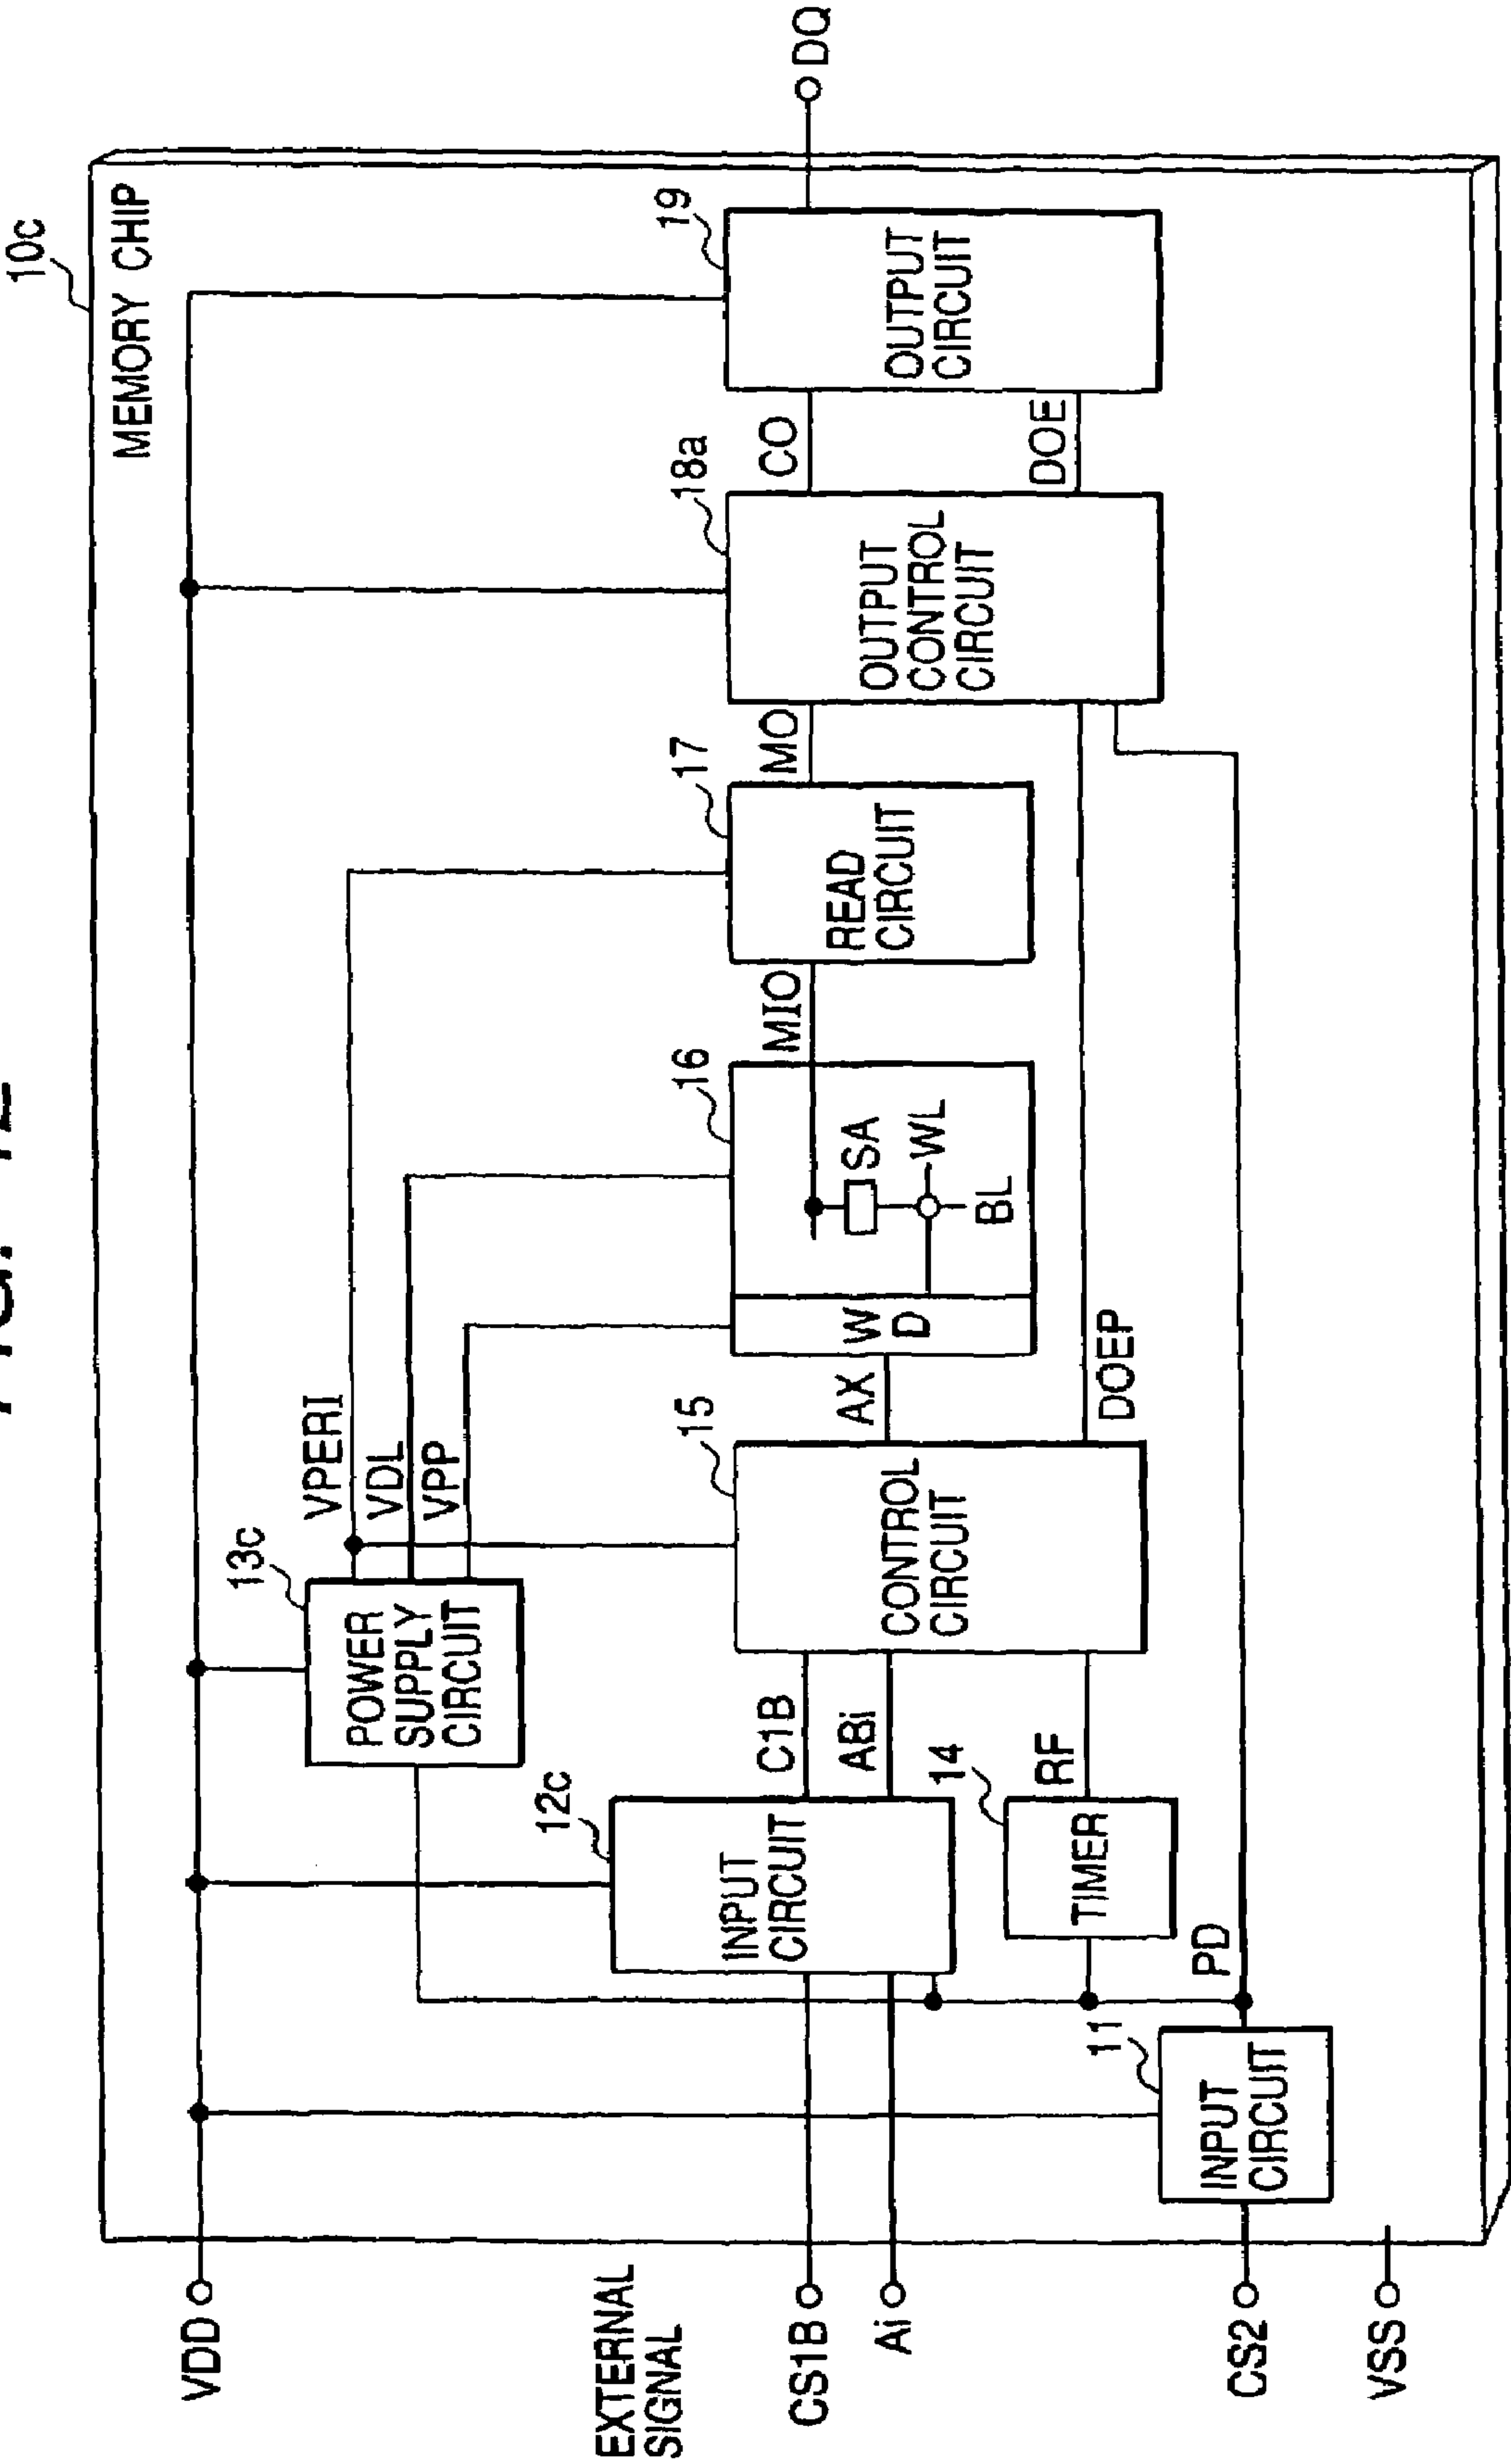 10c
MEMORY CHIP
VDD
13c
POWER
SUPPLY
CIRCUIT
VPERI
VDL
VPP
EXTERNAL
SIGNAL
CS1B
Ai
12c
INPUT
CIRCUIT
C1B
ABi
15
CONTROL
CIRCUIT
AX
16
W
D
SA
WL
BL
MIO
17
READ
CIRCUIT
MO
18a
OUTPUT
CONTROL
CIRCUIT
CO
DOE
19
OUTPUT
CIRCUIT
DQ
14
TIMER
RF
DOEP
CS2
11
INPUT
CIRCUIT
PD
VSS